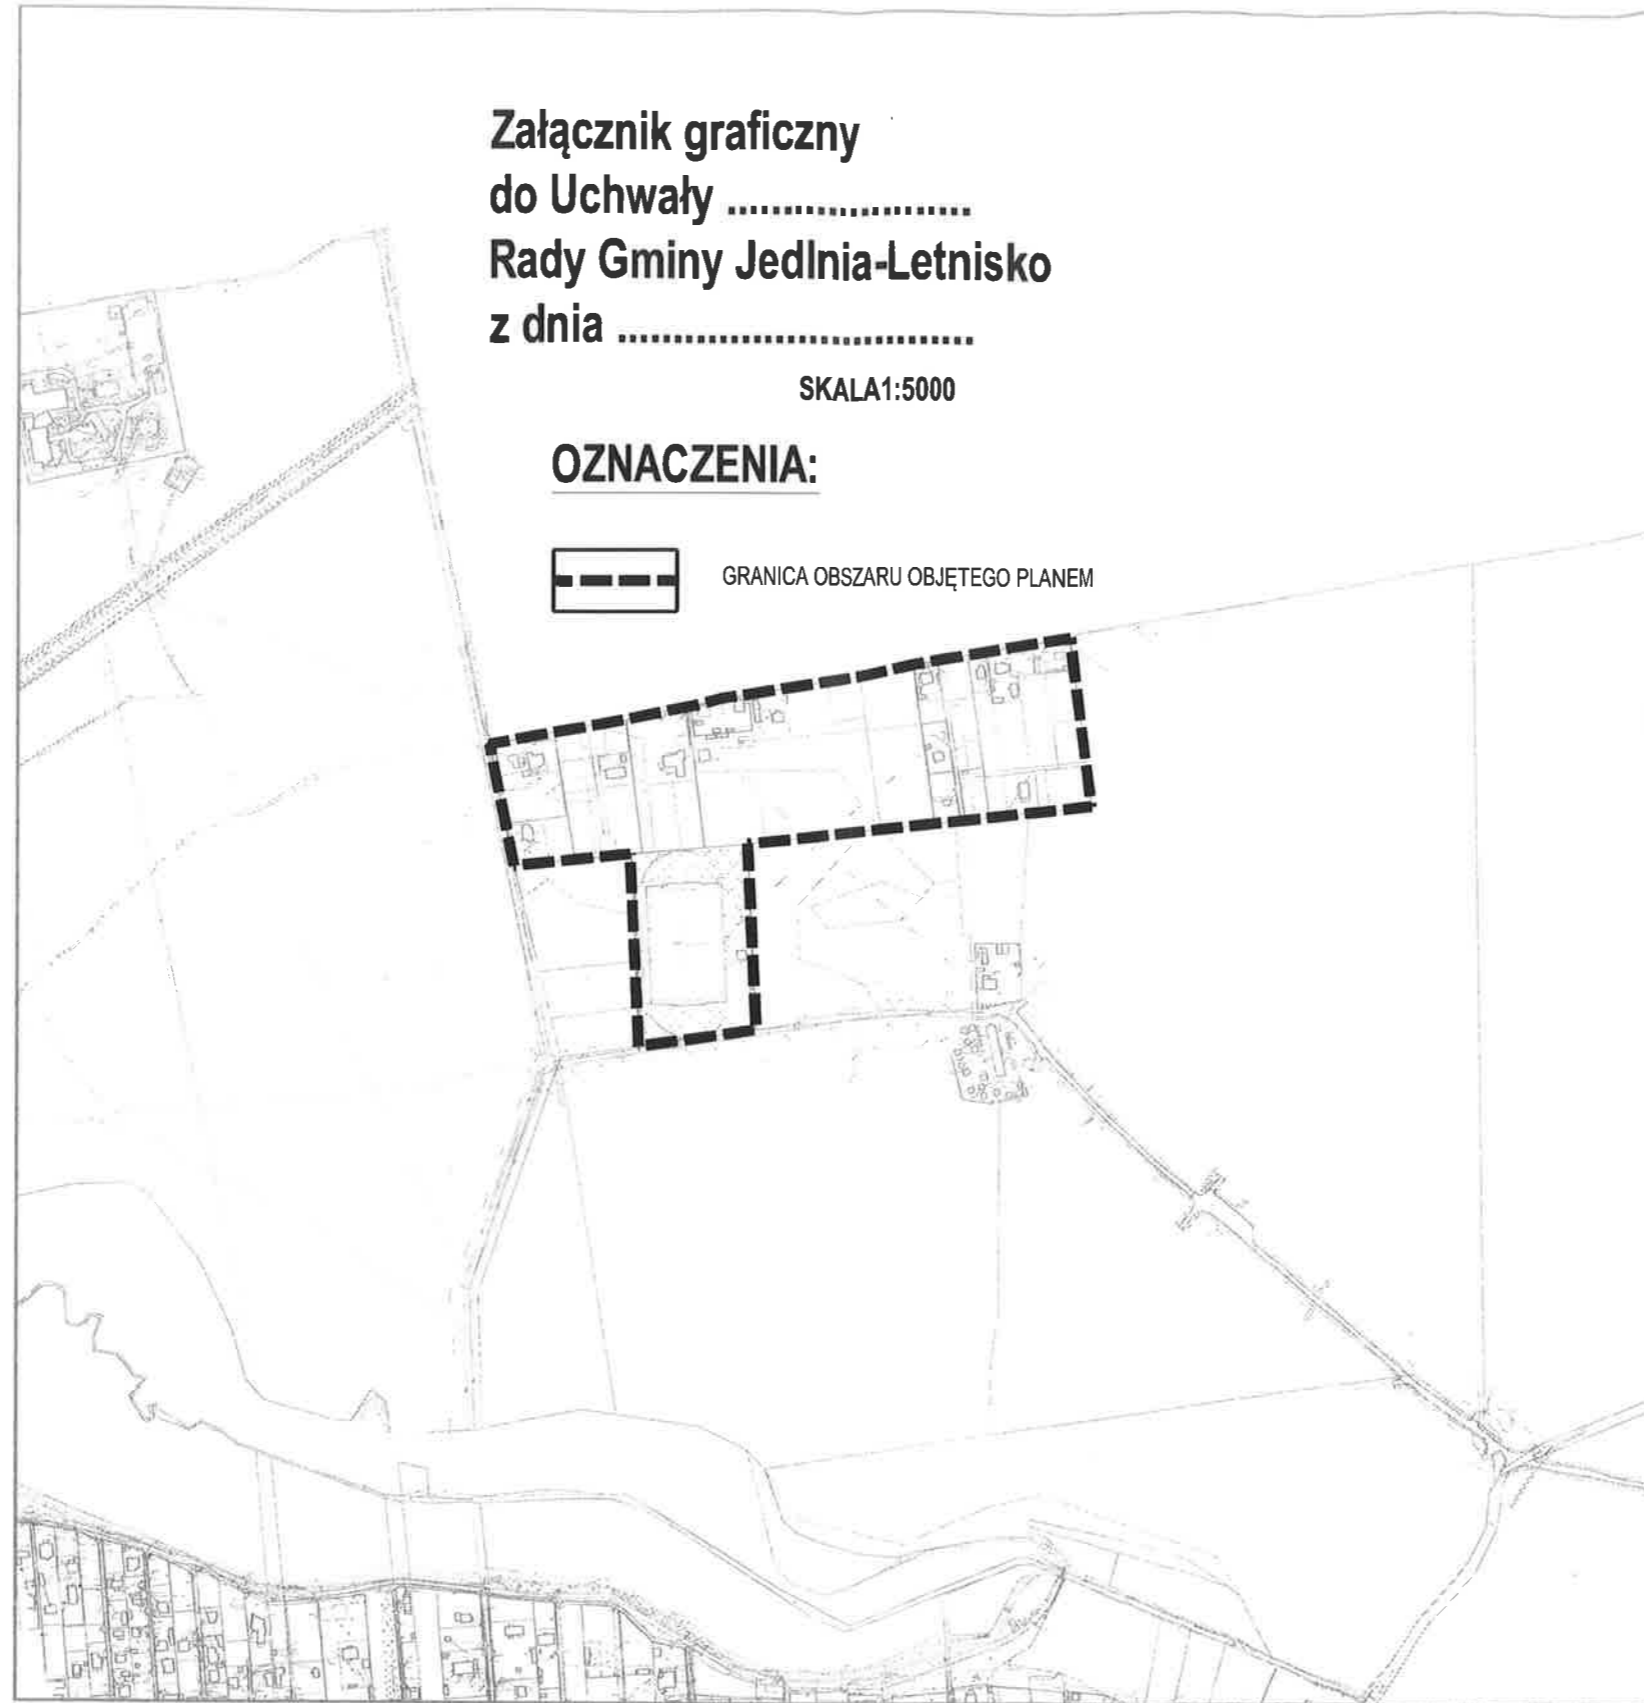 Załącznik graficzny
do Uchwały ......................
Rady Gminy Jedlnia-Letnisko
z dnia ................................
SKALA1:5000
OZNACZENIA:
GRANICA OBSZARU OBJĘTEGO PLANEM